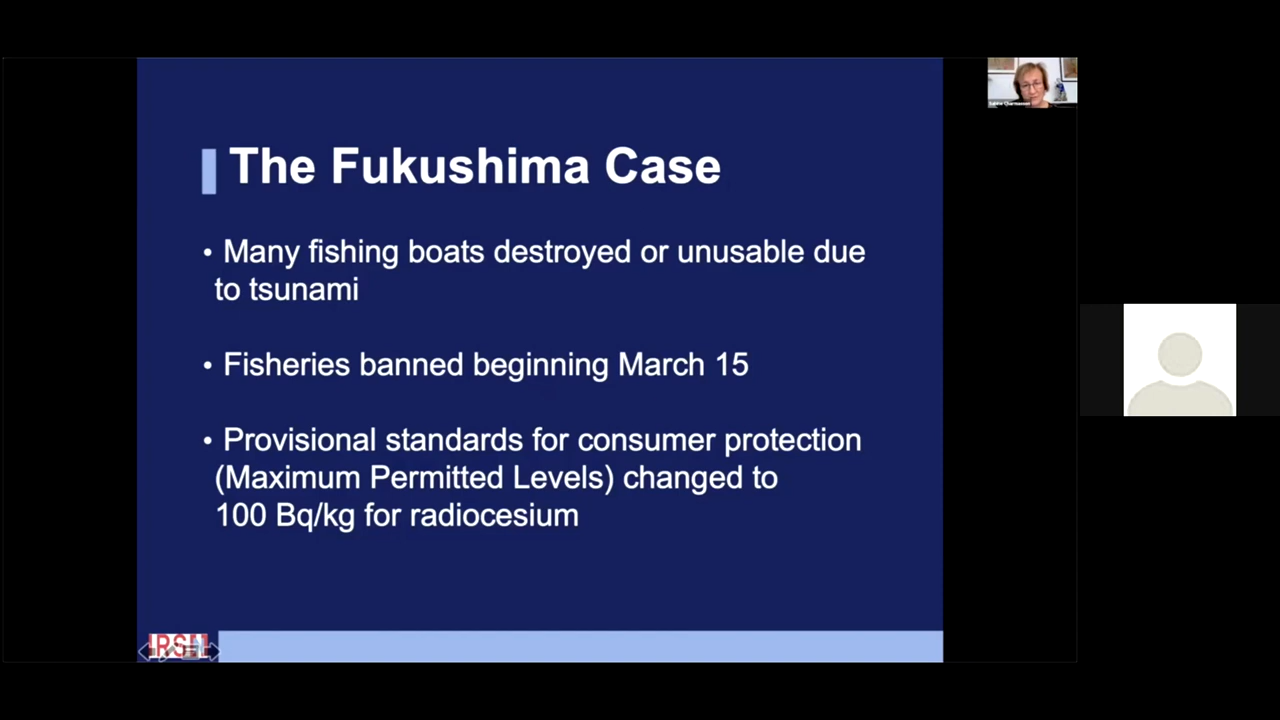 The Fukushima Case
• Many fishing boats destroyed or unusable due
to tsunami
• Fisheries banned beginning March 15
• Provisional standards for consumer protection
(Maximum Permitted Levels) changed to
100 Bq/kg for radiocesium
IRSN